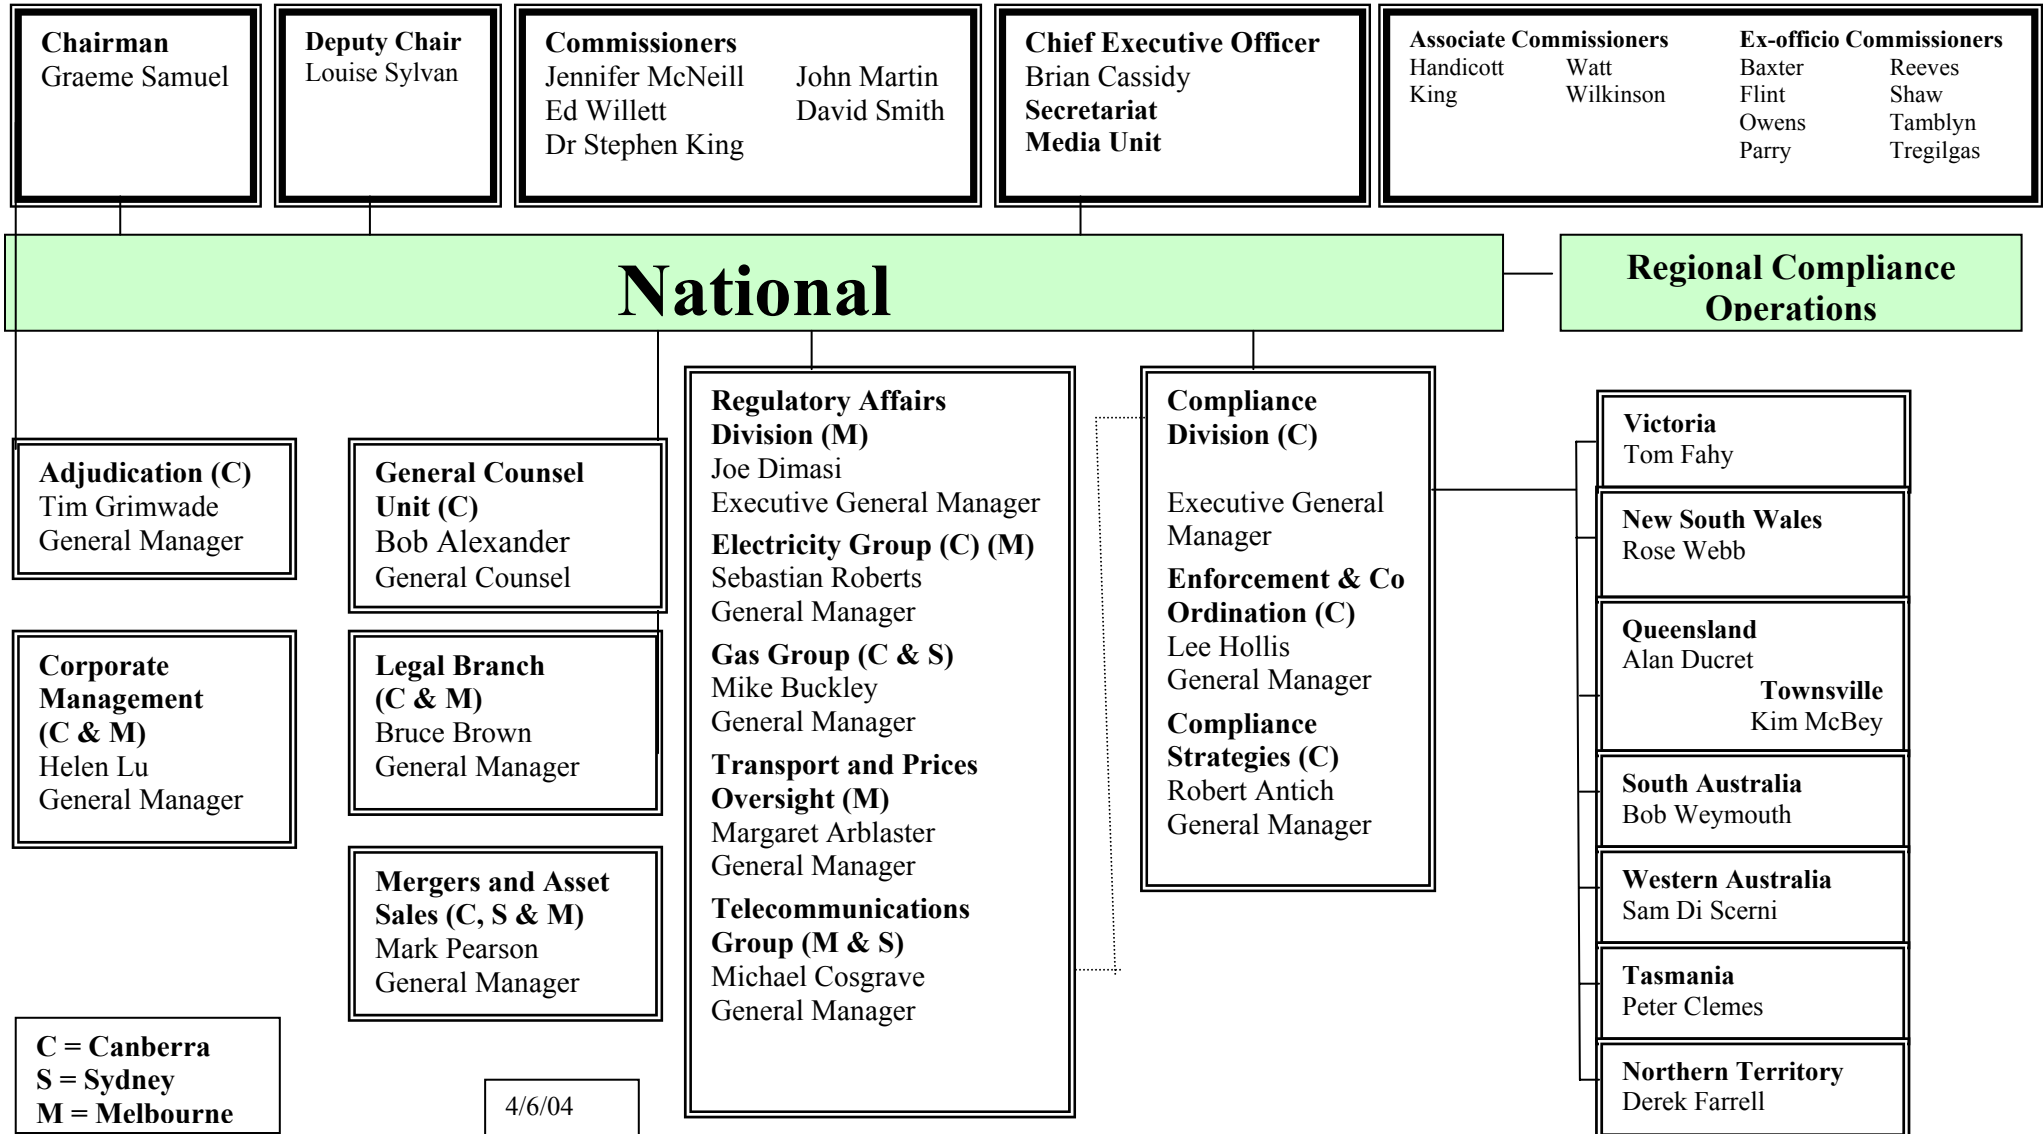 Chairman
Graeme Samuel
Deputy Chair
Louise Sylvan
Commissioners
Jennifer McNeill John Martin
Ed Willett David Smith
Dr Stephen King
Chief Executive Officer
Brian Cassidy
Secretariat
Media Unit
Associate Commissioners
Handicott Watt
King Wilkinson
Ex-officio Commissioners
Baxter Reeves
Flint Shaw
Owens Tamblyn
Parry Tregilgas
National
Regional Compliance
Operations
Adjudication (C)
Tim Grimwade
General Manager
Corporate
Management
(C & M)
Helen Lu
General Manager
General Counsel
Unit (C)
Bob Alexander
General Counsel
Legal Branch
(C & M)
Bruce Brown
General Manager
Mergers and Asset
Sales (C, S & M)
Mark Pearson
General Manager
Regulatory Affairs
Division (M)
Joe Dimasi
Executive General Manager
Electricity Group (C) (M)
Sebastian Roberts
General Manager
Gas Group (C & S)
Mike Buckley
General Manager
Transport and Prices
Oversight (M)
Margaret Arblaster
General Manager
Telecommunications
Group (M & S)
Michael Cosgrave
General Manager
Compliance
Division (C)
Executive General
Manager
Enforcement & Co
Ordination (C)
Lee Hollis
General Manager
Compliance
Strategies (C)
Robert Antich
General Manager
Victoria
Tom Fahy
New South Wales
Rose Webb
Queensland
Alan Ducret
Townsville
Kim McBey
South Australia
Bob Weymouth
Western Australia
Sam Di Scerni
Tasmania
Peter Clemes
Northern Territory
Derek Farrell
C = Canberra
S = Sydney
M = Melbourne
4/6/04